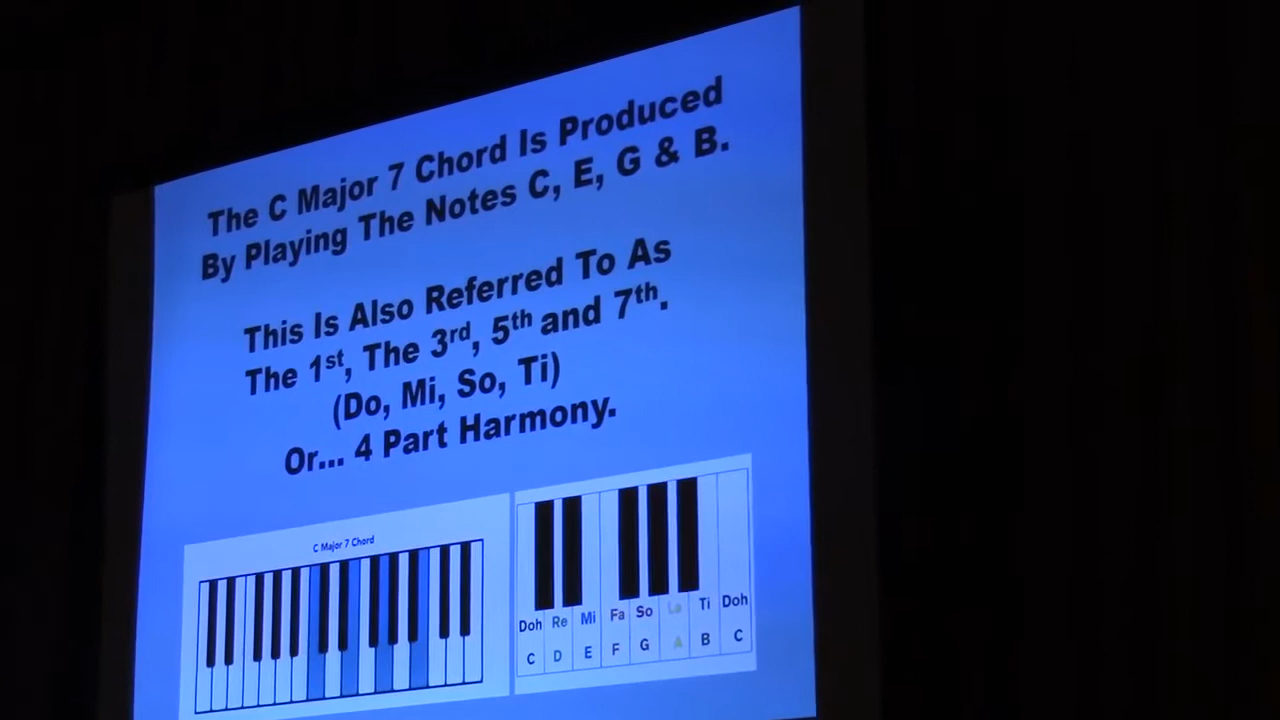 The C Major 7 Chord Is Produced
By Playing The Notes C, E, G & B.
This Is Also Referred To As
The 1st, The 3rd, 5th and 7th.
(Do, Mi, So, Ti)
Or... 4 Part Harmony.
C Major 7 Chord
Doh Re Mi Fa So La Ti Doh
C D E F G A B C